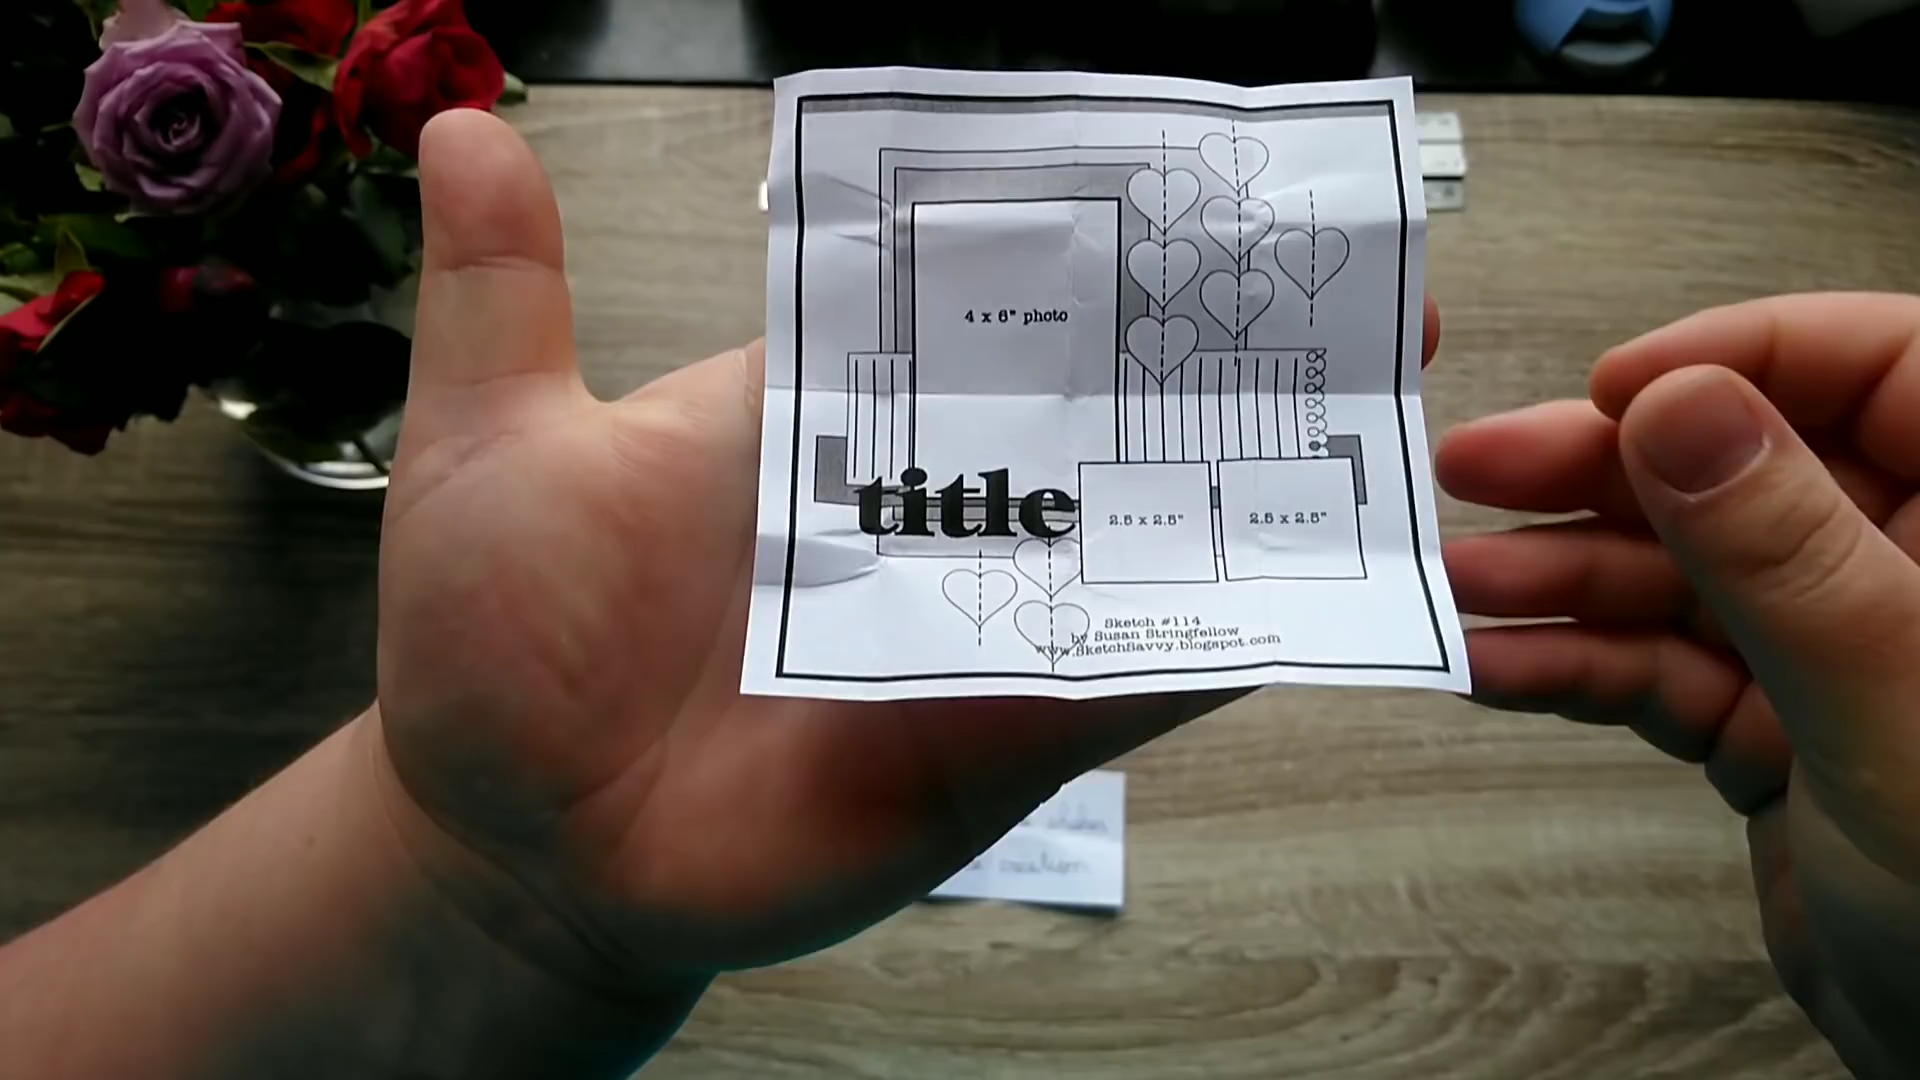 4 x 6" photo
title
2.5 x 2.5"
2.5 x 2.5"
Sketch #114
by Susan Stringfellow
www.SketchSavvy.blogspot.com